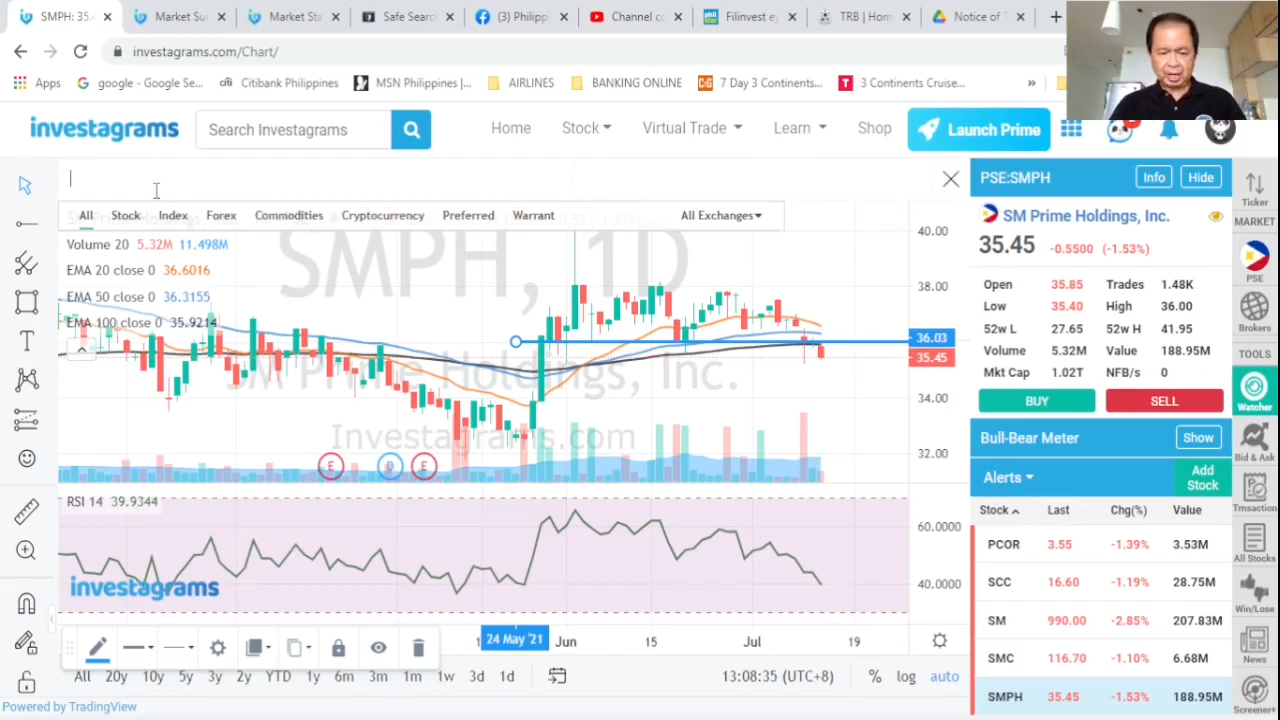 SMPH: 35.4
Market Su
Market Sta
Safe Searc
(3) Philipp
Channel co
Filinvest ey
TRB | Hom
Notice of T
investagrams.com/Chart/
Apps
google - Google Se...
Citibank Philippines
MSN Philippines |...
AIRLINES
BANKING ONLINE
7 Day 3 Continents...
3 Continents Cruise...
»
investagrams
Search Investagrams
Home
Stock
Virtual Trade
Learn
Shop
Launch Prime
All Stock Index Forex Commodities Cryptocurrency Preferred Warrant All Exchanges
Volume 20 5.32M 11.498M
EMA 20 close 0 36.6016
EMA 50 close 0 36.3155
EMA 100 close 0 35.9214
SMPH, 1D
SM Prime Holdings, Inc.
Investagrams.com
E D E
40.00
38.00
36.03
35.45
34.00
32.00
RSI 14 39.9344
60.0000
40.0000
investagrams
24 May '21
Jun
15
Jul
19
All 20y 10y 5y 3y 2y YTD 1y 6m 3m 1m 1w 3d 1d
13:08:35 (UTC+8)
% log auto
Powered by TradingView
PSE:SMPH
Info
Hide
SM Prime Holdings, Inc.
35.45 -0.5500 (-1.53%)
Open 35.85 Trades 1.48K
Low 35.40 High 36.00
52w L 27.65 52w H 41.95
Volume 5.32M Value 188.95M
Mkt Cap 1.02T NFB/s 0
BUY
SELL
Bull-Bear Meter
Show
Alerts
Add Stock
Stock Last Chg(%) Value
PCOR 3.55 -1.39% 3.53M
SCC 16.60 -1.19% 28.75M
SM 990.00 -2.85% 207.83M
SMC 116.70 -1.10% 6.68M
SMPH 35.45 -1.53% 188.95M
Ticker
MARKET
PSE
Brokers
TOOLS
Watcher
Bid & Ask
Trnsaction
All Stocks
Win/Lose
News
Screener+